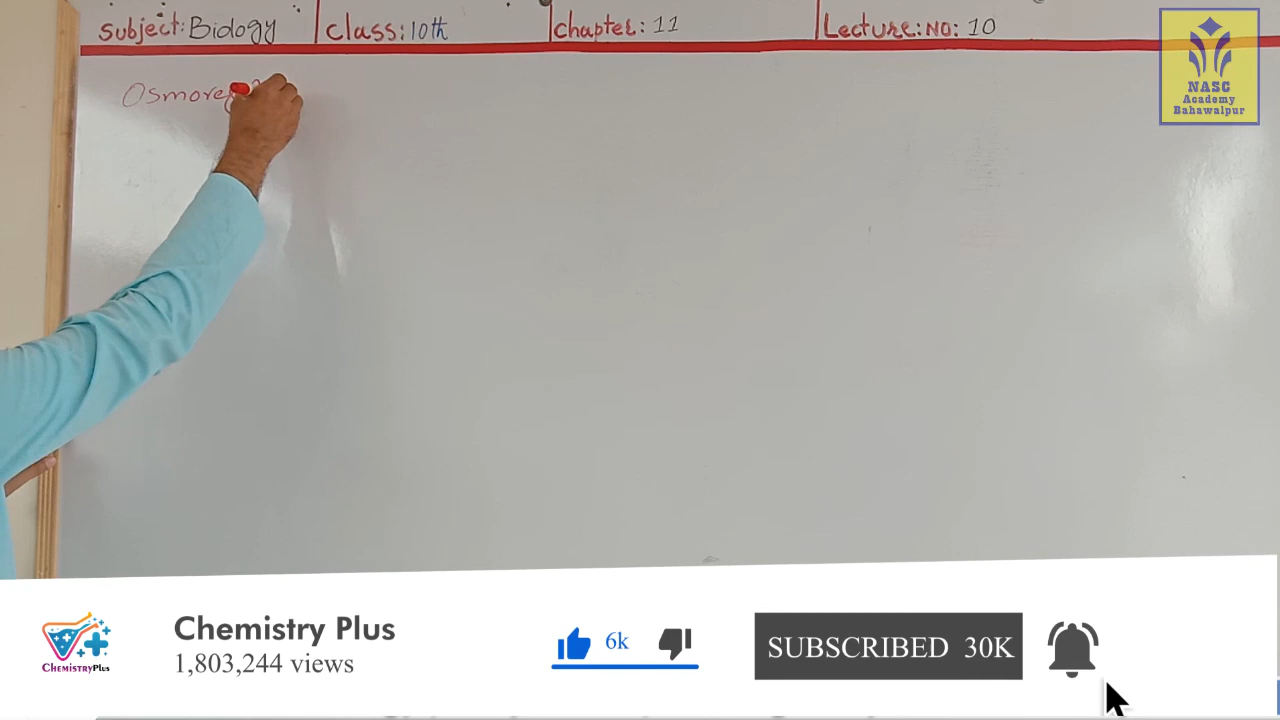 Subject: Biology
Class: 10th
Chapter: 11
Lecture: No: 10
NASC
Academy
Bahawalpur
Chemistry Plus
1,803,244 views
6k
SUBSCRIBED 30K
ChemistryPlus